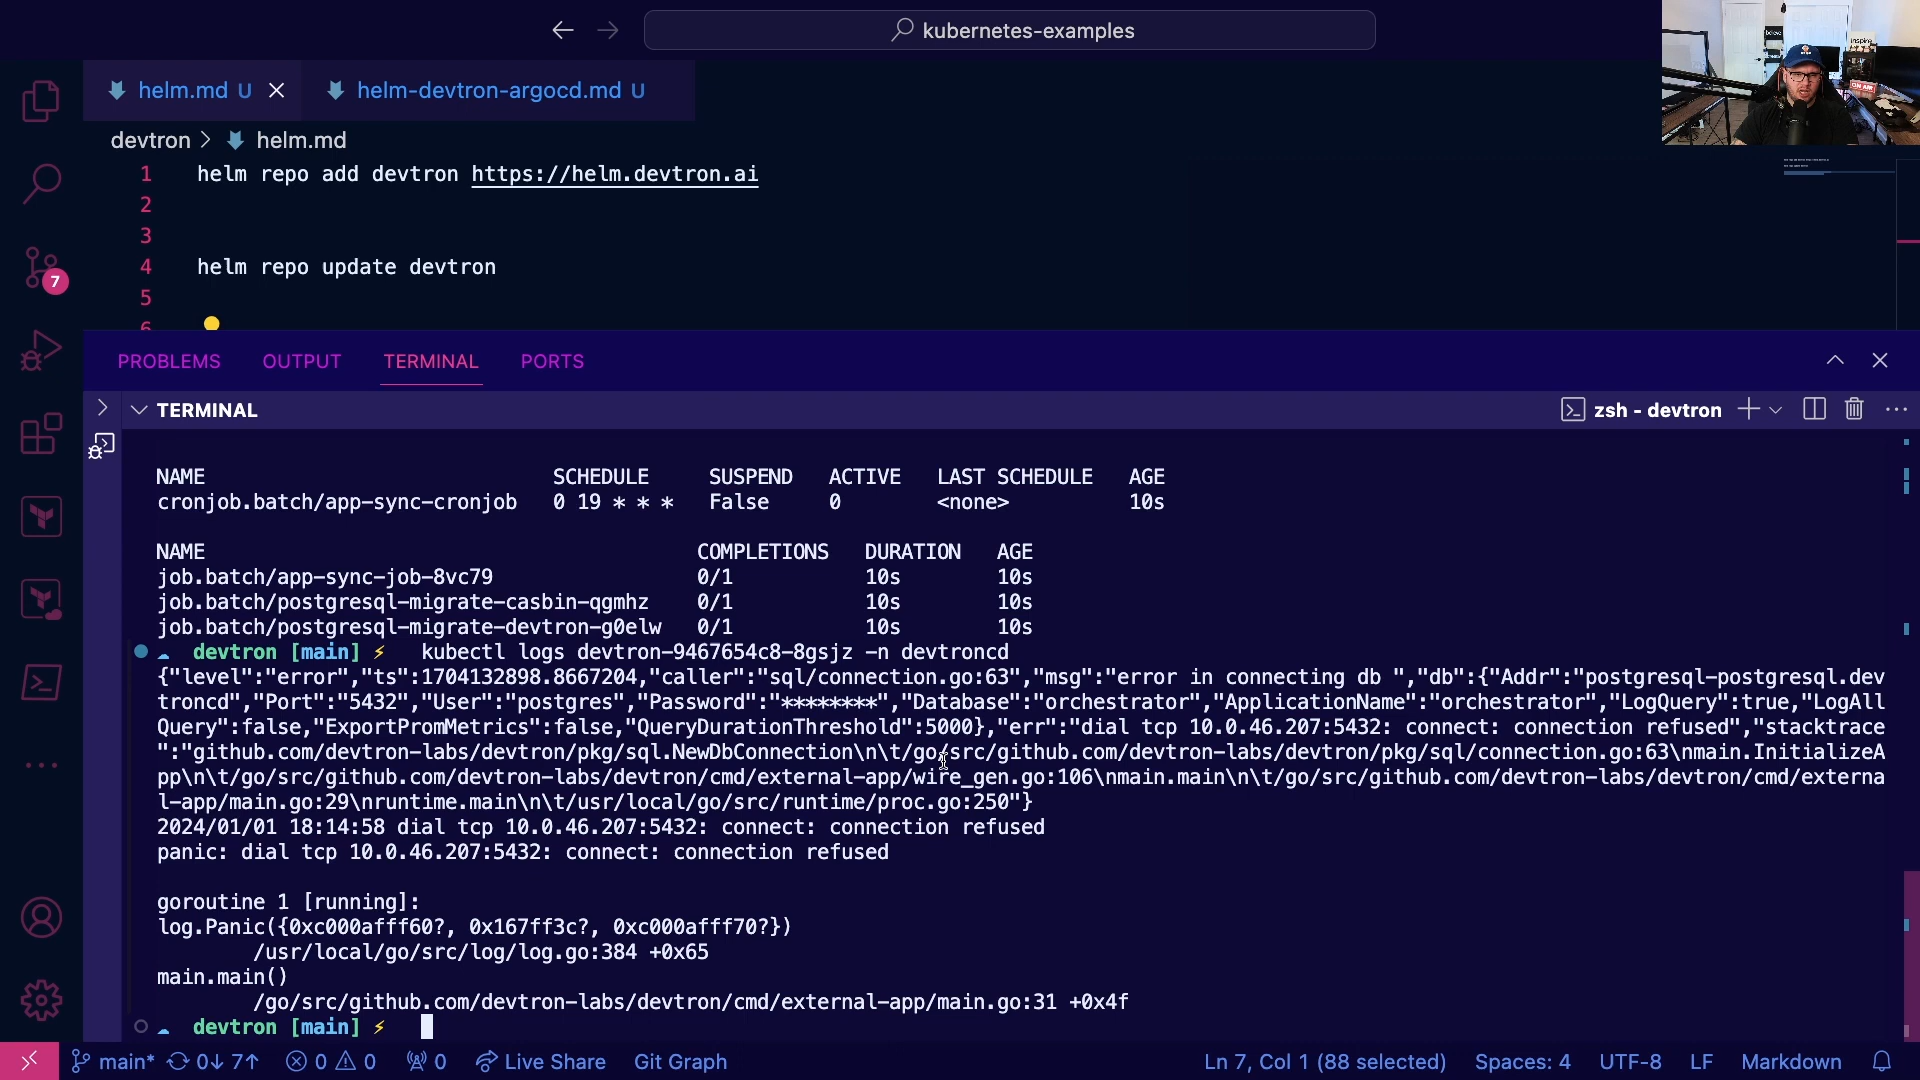 kubernetes-examples
helm.md U
helm-devtron-argocd.md U
devtron > helm.md
1 helm repo add devtron https://helm.devtron.ai
2
3
4 helm repo update devtron
5
6
7
PROBLEMS OUTPUT TERMINAL PORTS
TERMINAL
zsh - devtron
NAME SCHEDULE SUSPEND ACTIVE LAST SCHEDULE AGE
cronjob.batch/app-sync-cronjob 0 19 * * * False 0 <none> 10s
NAME COMPLETIONS DURATION AGE
job.batch/app-sync-job-8vc79 0/1 10s 10s
job.batch/postgresql-migrate-casbin-qgmhz 0/1 10s 10s
job.batch/postgresql-migrate-devtron-g0elw 0/1 10s 10s
devtron [main] ⚡ kubectl logs devtron-9467654c8-8gsjz -n devtroncd
{"level":"error","ts":1704132898.8667204,"caller":"sql/connection.go:63","msg":"error in connecting db ","db":{"Addr":"postgresql-postgresql.dev
troncd","Port":"5432","User":"postgres","Password":"********","Database":"orchestrator","ApplicationName":"orchestrator","LogQuery":true,"LogAll
Query":false,"ExportPromMetrics":false,"QueryDurationThreshold":5000},"err":"dial tcp 10.0.46.207:5432: connect: connection refused","stacktrace
":"github.com/devtron-labs/devtron/pkg/sql.NewDbConnection\n\t/go/src/github.com/devtron-labs/devtron/pkg/sql/connection.go:63\nmain.InitializeA
pp\n\t/go/src/github.com/devtron-labs/devtron/cmd/external-app/wire_gen.go:106\nmain.main\n\t/go/src/github.com/devtron-labs/devtron/cmd/externa
l-app/main.go:29\nruntime.main\n\t/usr/local/go/src/runtime/proc.go:250"}
2024/01/01 18:14:58 dial tcp 10.0.46.207:5432: connect: connection refused
panic: dial tcp 10.0.46.207:5432: connect: connection refused
goroutine 1 [running]:
log.Panic({0xc000afff60?, 0x167ff3c?, 0xc000afff70?})
/usr/local/go/src/log/log.go:384 +0x65
main.main()
/go/src/github.com/devtron-labs/devtron/cmd/external-app/main.go:31 +0x4f
devtron [main] ⚡
main* 0↓ 7↑ 0 0 0 Live Share Git Graph
Ln 7, Col 1 (88 selected) Spaces: 4 UTF-8 LF Markdown